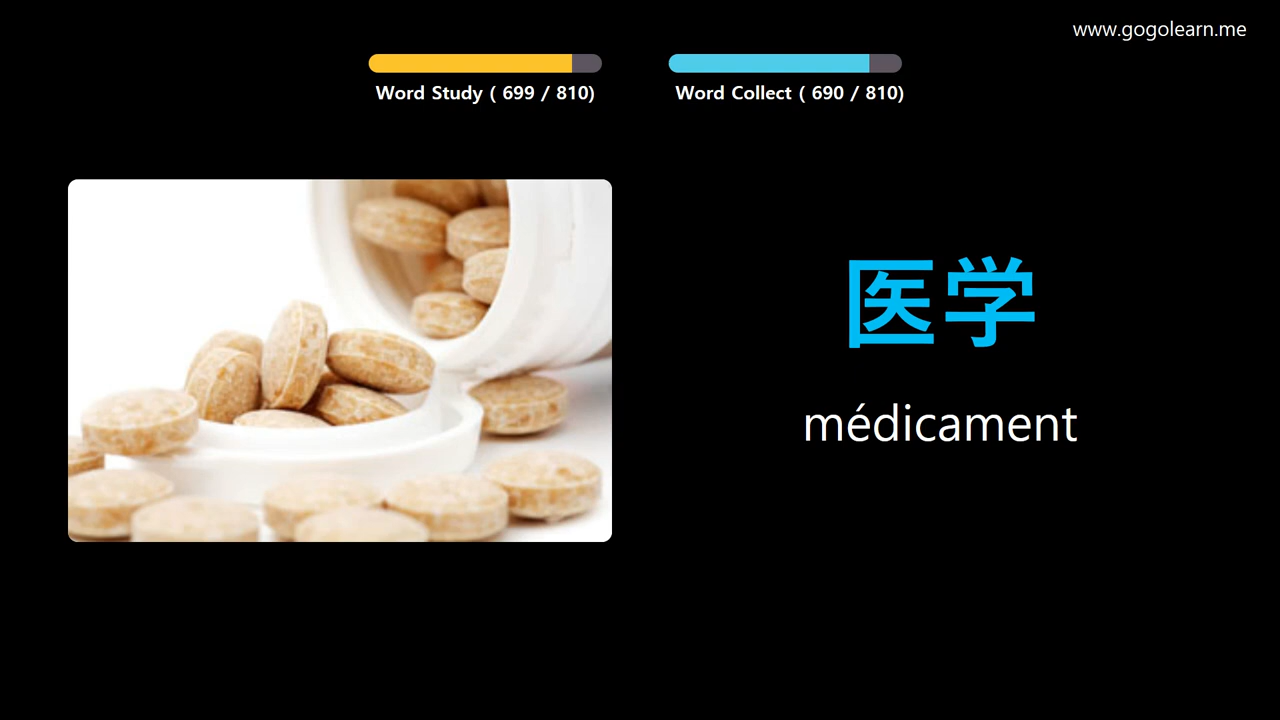 www.gogolearn.me
Word Study ( 699 / 810)
Word Collect ( 690 / 810)
医学
médicament